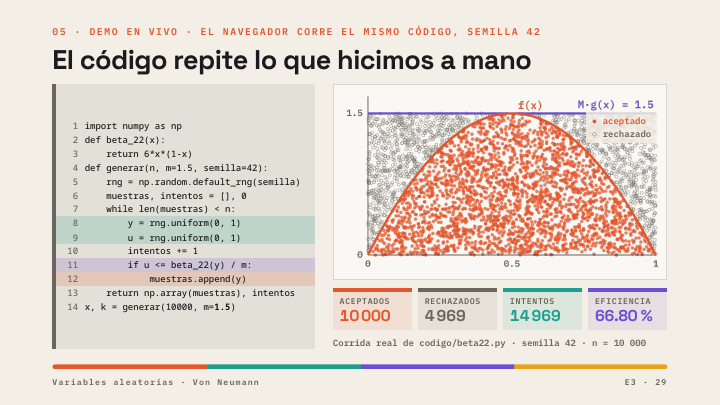 05 · DEMO EN VIVO · EL NAVEGADOR CORRE EL MISMO CÓDIGO, SEMILLA 42
El código repite lo que hicimos a mano
1 import numpy as np
2 def beta_22(x):
3     return 6*x*(1-x)
4 def generar(n, m=1.5, semilla=42):
5     rng = np.random.default_rng(semilla)
6     muestras, intentos = [], 0
7     while len(muestras) < n:
8         y = rng.uniform(0, 1)
9         u = rng.uniform(0, 1)
10         intentos += 1
11         if u <= beta_22(y) / m:
12             muestras.append(y)
13     return np.array(muestras), intentos
14 x, k = generar(10000, m=1.5)
f(x) M·g(x) = 1.5
1.5
aceptado
rechazado
0
0 0.5 1
ACEPTADOS RECHAZADOS INTENTOS EFICIENCIA
10 000 4 969 14 969 66.80 %
Corrida real de codigo/beta22.py · semilla 42 · n = 10 000
Variables aleatorias · Von Neumann E3 · 29